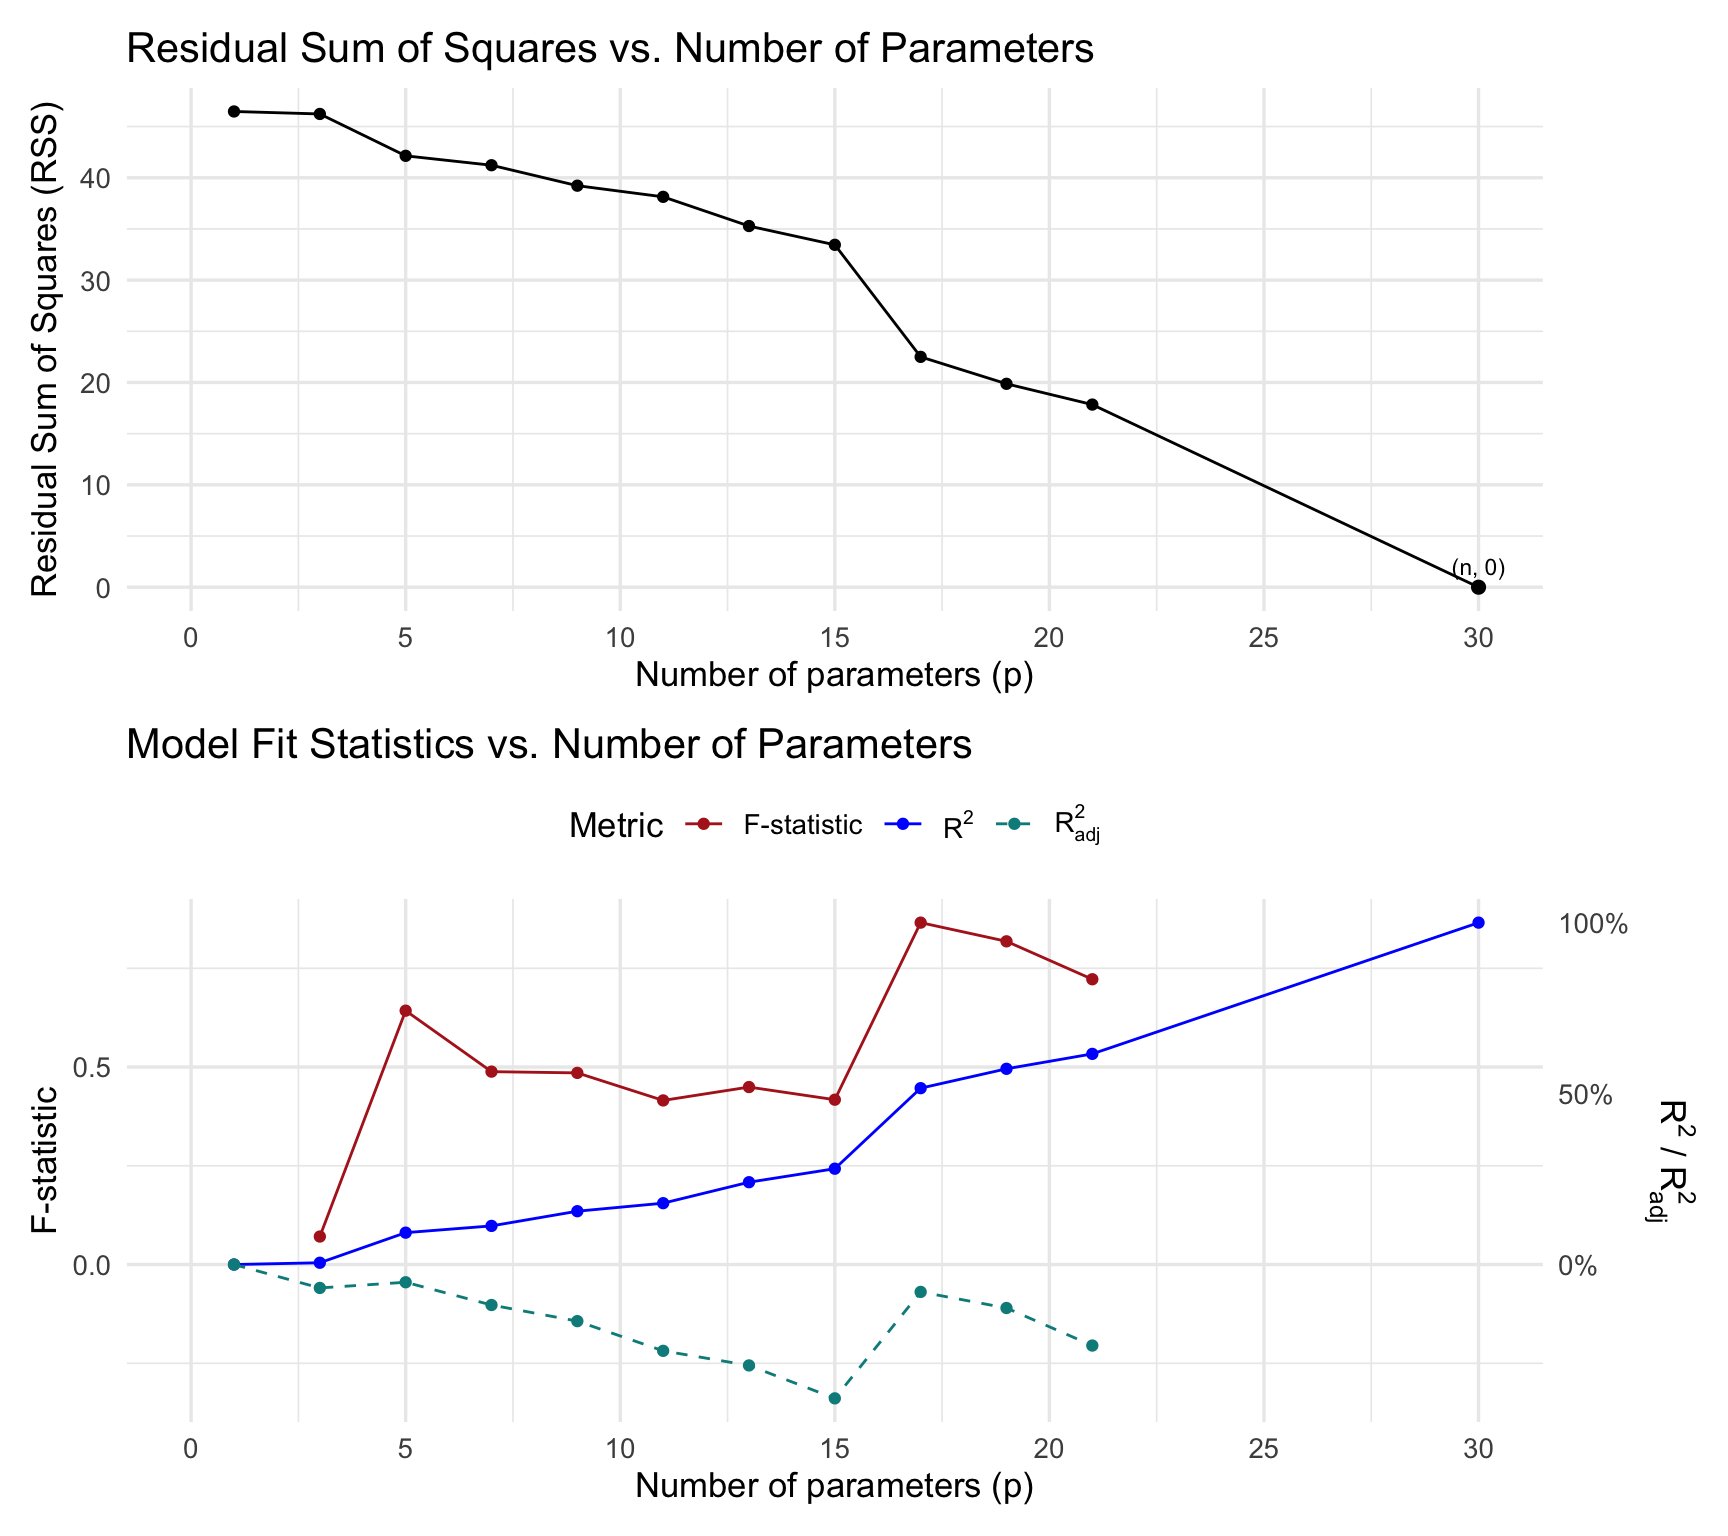 Residual Sum of Squares vs. Number of Parameters
Residual Sum of Squares (RSS)
40
30
20
10
0
(n, 0)
0 5 10 15 20 25 30
Number of parameters (p)
Model Fit Statistics vs. Number of Parameters
Metric F-statistic R² R²adj
F-statistic
0.5
0.0
100%
50%
0%
R² / R²adj
0 5 10 15 20 25 30
Number of parameters (p)